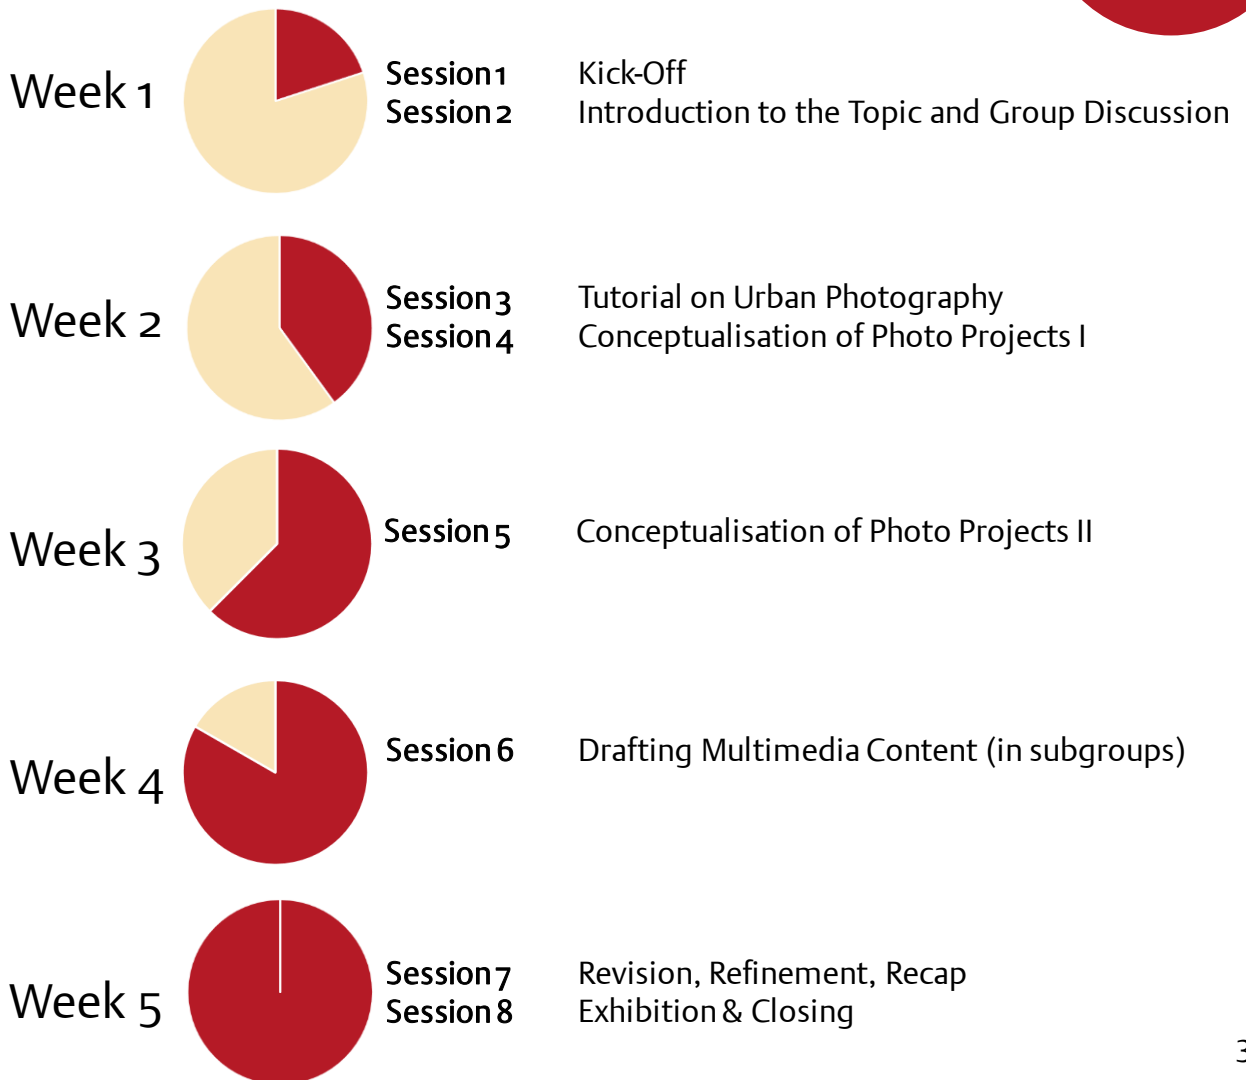 Week 1
Session 1 Kick-Off
Session 2 Introduction to the Topic and Group Discussion
Week 2
Session 3 Tutorial on Urban Photography
Session 4 Conceptualisation of Photo Projects I
Week 3
Session 5 Conceptualisation of Photo Projects II
Week 4
Session 6 Drafting Multimedia Content (in subgroups)
Week 5
Session 7 Revision, Refinement, Recap
Session 8 Exhibition & Closing
3